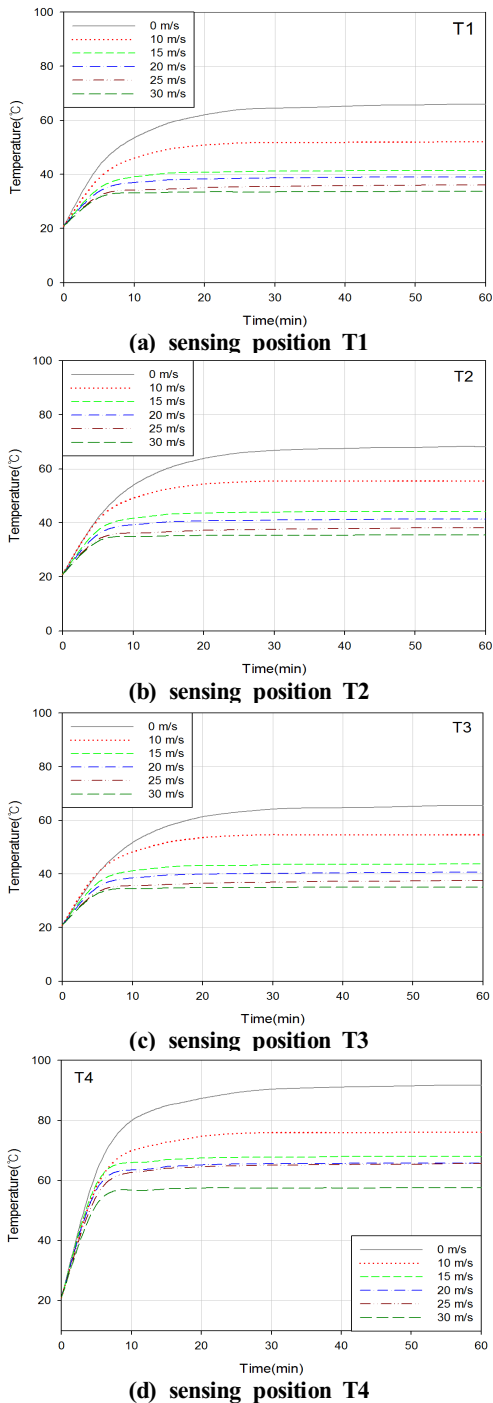 T1
0 m/s
10 m/s
15 m/s
20 m/s
25 m/s
30 m/s
Temperature(℃)
100
80
60
40
20
0
0 10 20 30 40 50 60
Time(min)
(a) sensing position T1
T2
0 m/s
10 m/s
15 m/s
20 m/s
25 m/s
30 m/s
Temperature(℃)
100
80
60
40
20
0
0 10 20 30 40 50 60
Time(min)
(b) sensing position T2
T3
0 m/s
10 m/s
15 m/s
20 m/s
25 m/s
30 m/s
Temperature(℃)
100
80
60
40
20
0
0 10 20 30 40 50 60
Time(min)
(c) sensing position T3
T4
Temperature(℃)
100
80
60
40
20
0 m/s
10 m/s
15 m/s
20 m/s
25 m/s
30 m/s
0 10 20 30 40 50 60
Time(min)
(d) sensing position T4